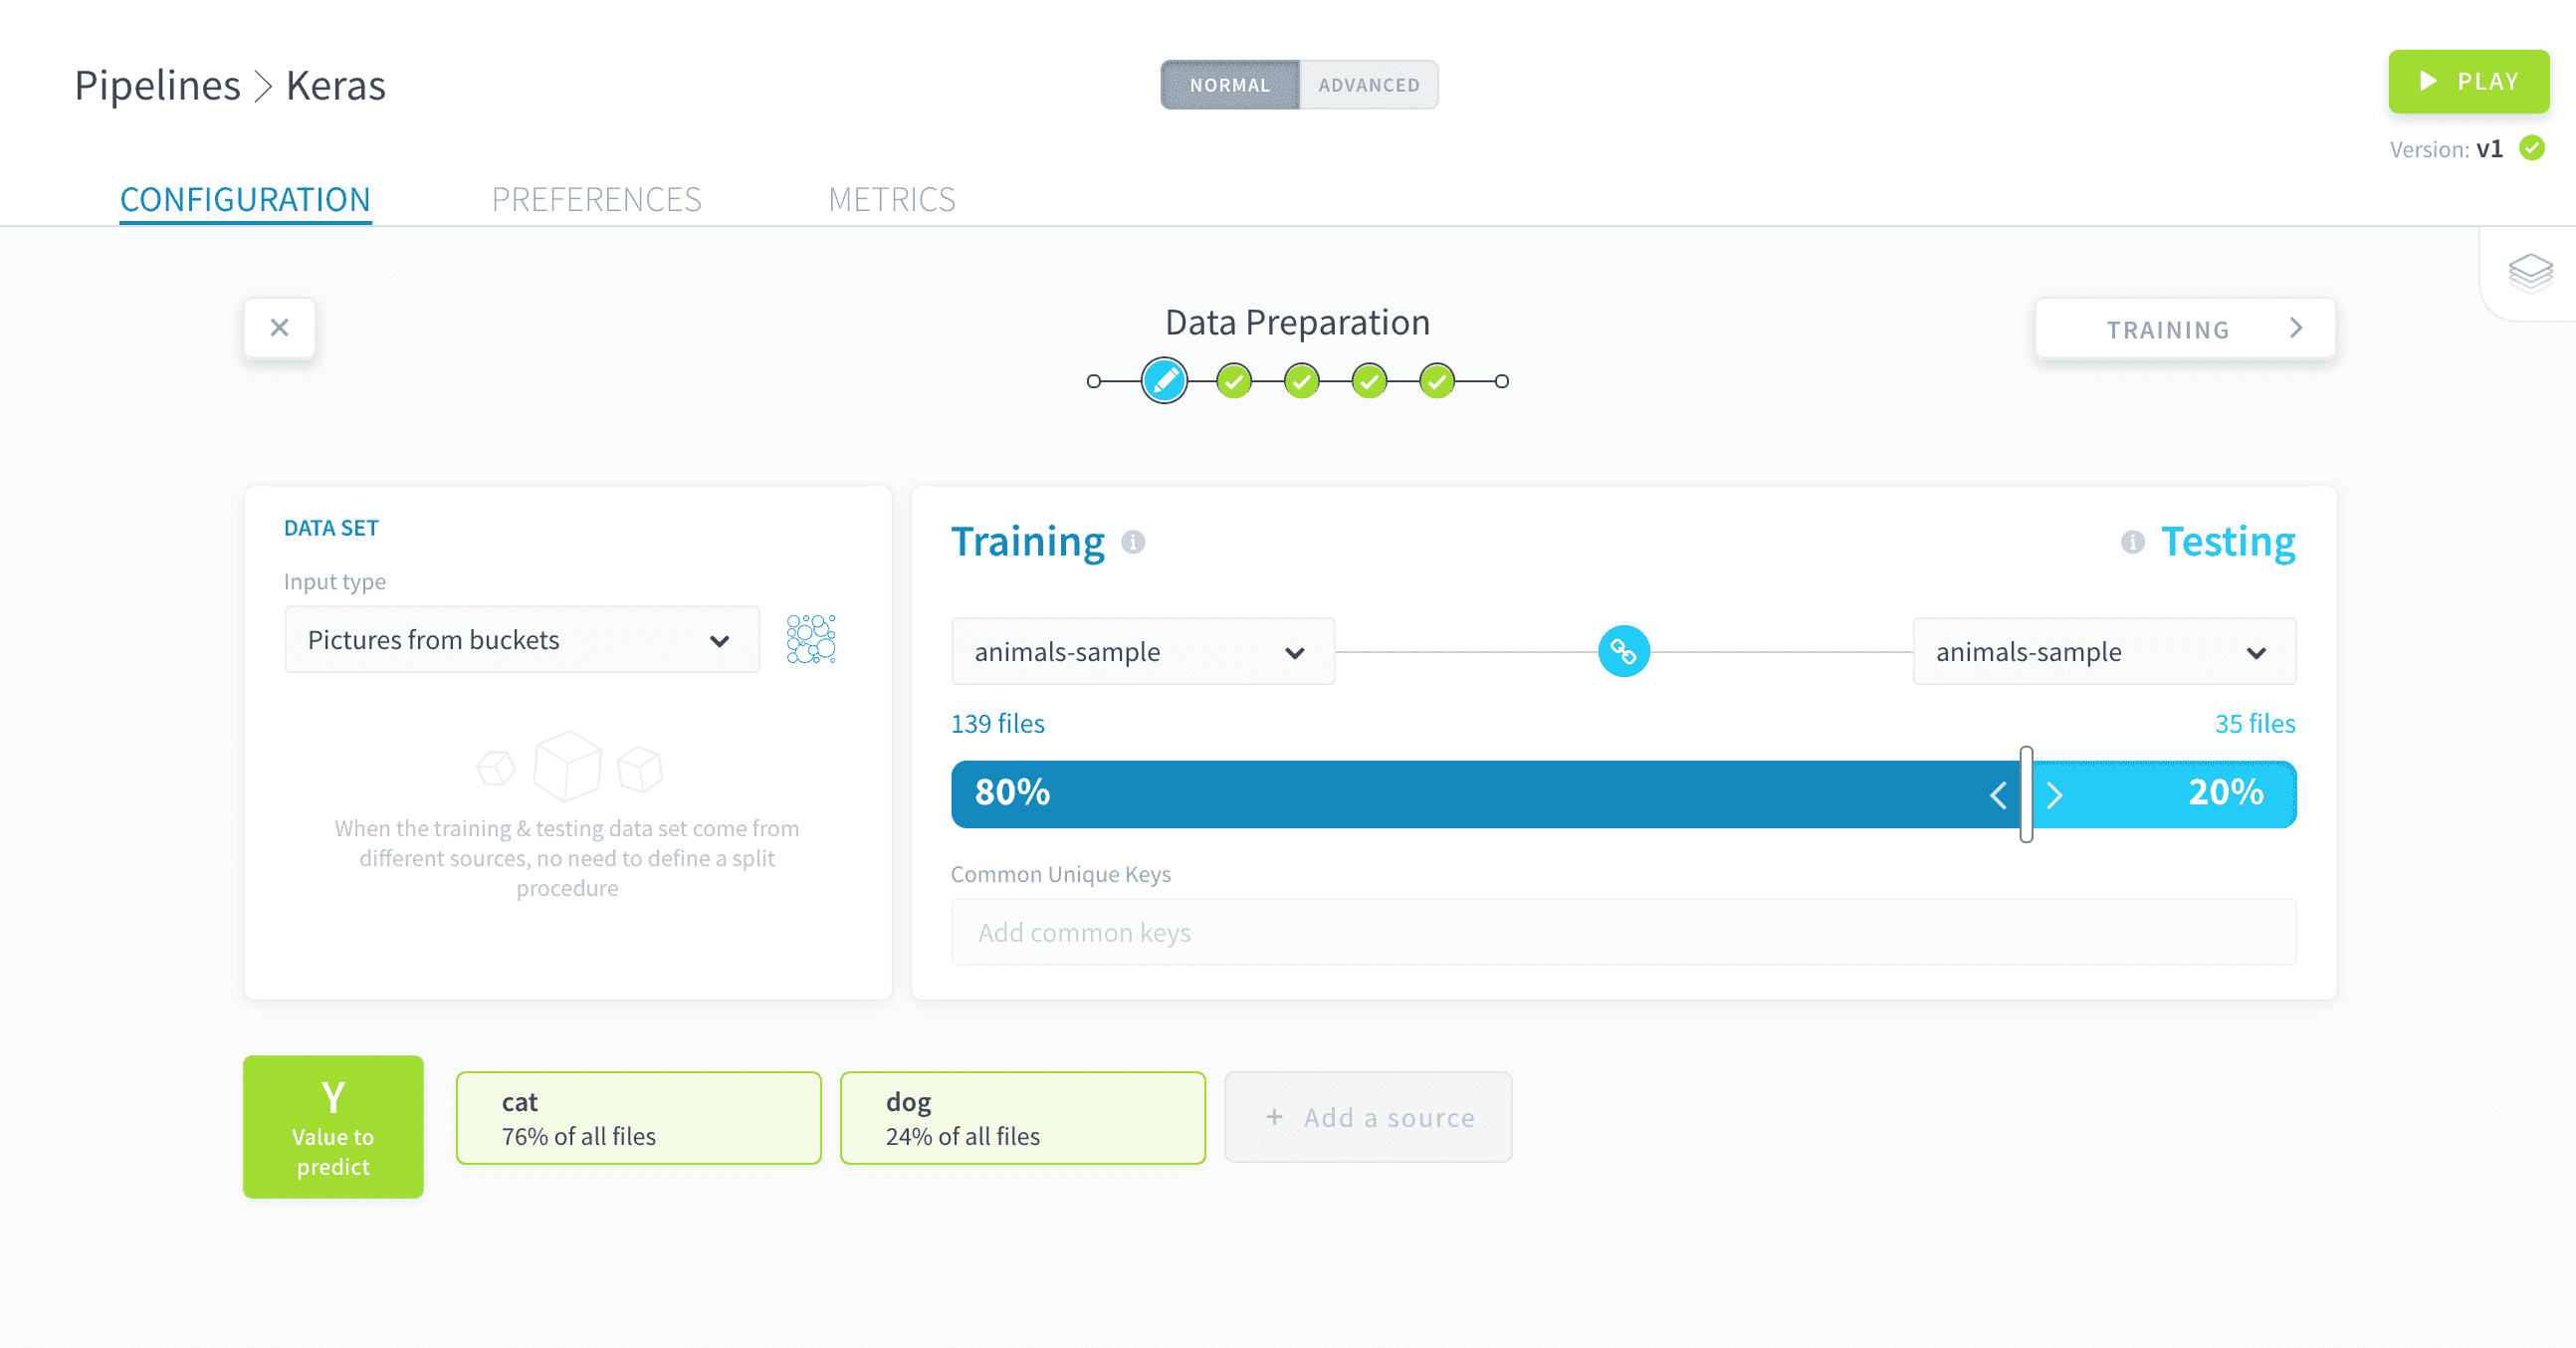 Pipelines > Keras
NORMAL
ADVANCED
PLAY
Version: v1
CONFIGURATION
PREFERENCES
METRICS
Data Preparation
TRAINING
DATA SET
Input type
Pictures from buckets
When the training & testing data set come from
different sources, no need to define a split
procedure
Training
Testing
animals-sample
animals-sample
139 files
35 files
80%
20%
Common Unique Keys
Add common keys
Y
Value to
predict
cat
76% of all files
dog
24% of all files
+ Add a source